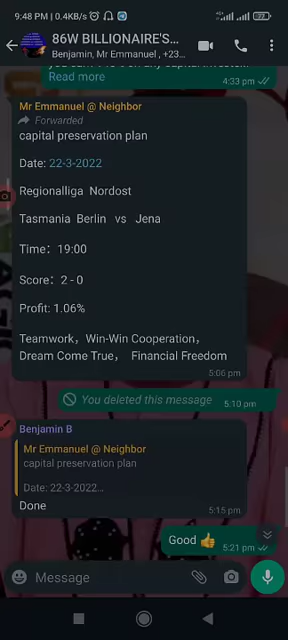 9:48 PM | 0.4KB/s
22
86W BILLIONAIRE'S...
Benjamin, Mr Emmanuel , +23...
Read more
4:33 pm
Mr Emmanuel @ Neighbor
Forwarded
capital preservation plan
Date: 22-3-2022
Regionalliga Nordost
Tasmania Berlin vs Jena
Time：19:00
Score：2 - 0
Profit: 1.06%
Teamwork，Win-Win Cooperation，
Dream Come True， Financial Freedom
5:06 pm
You deleted this message 5:10 pm
Benjamin B
Mr Emmanuel @ Neighbor
capital preservation plan
Date: 22-3-2022...
Done
5:15 pm
Good 👍 5:21 pm
Message